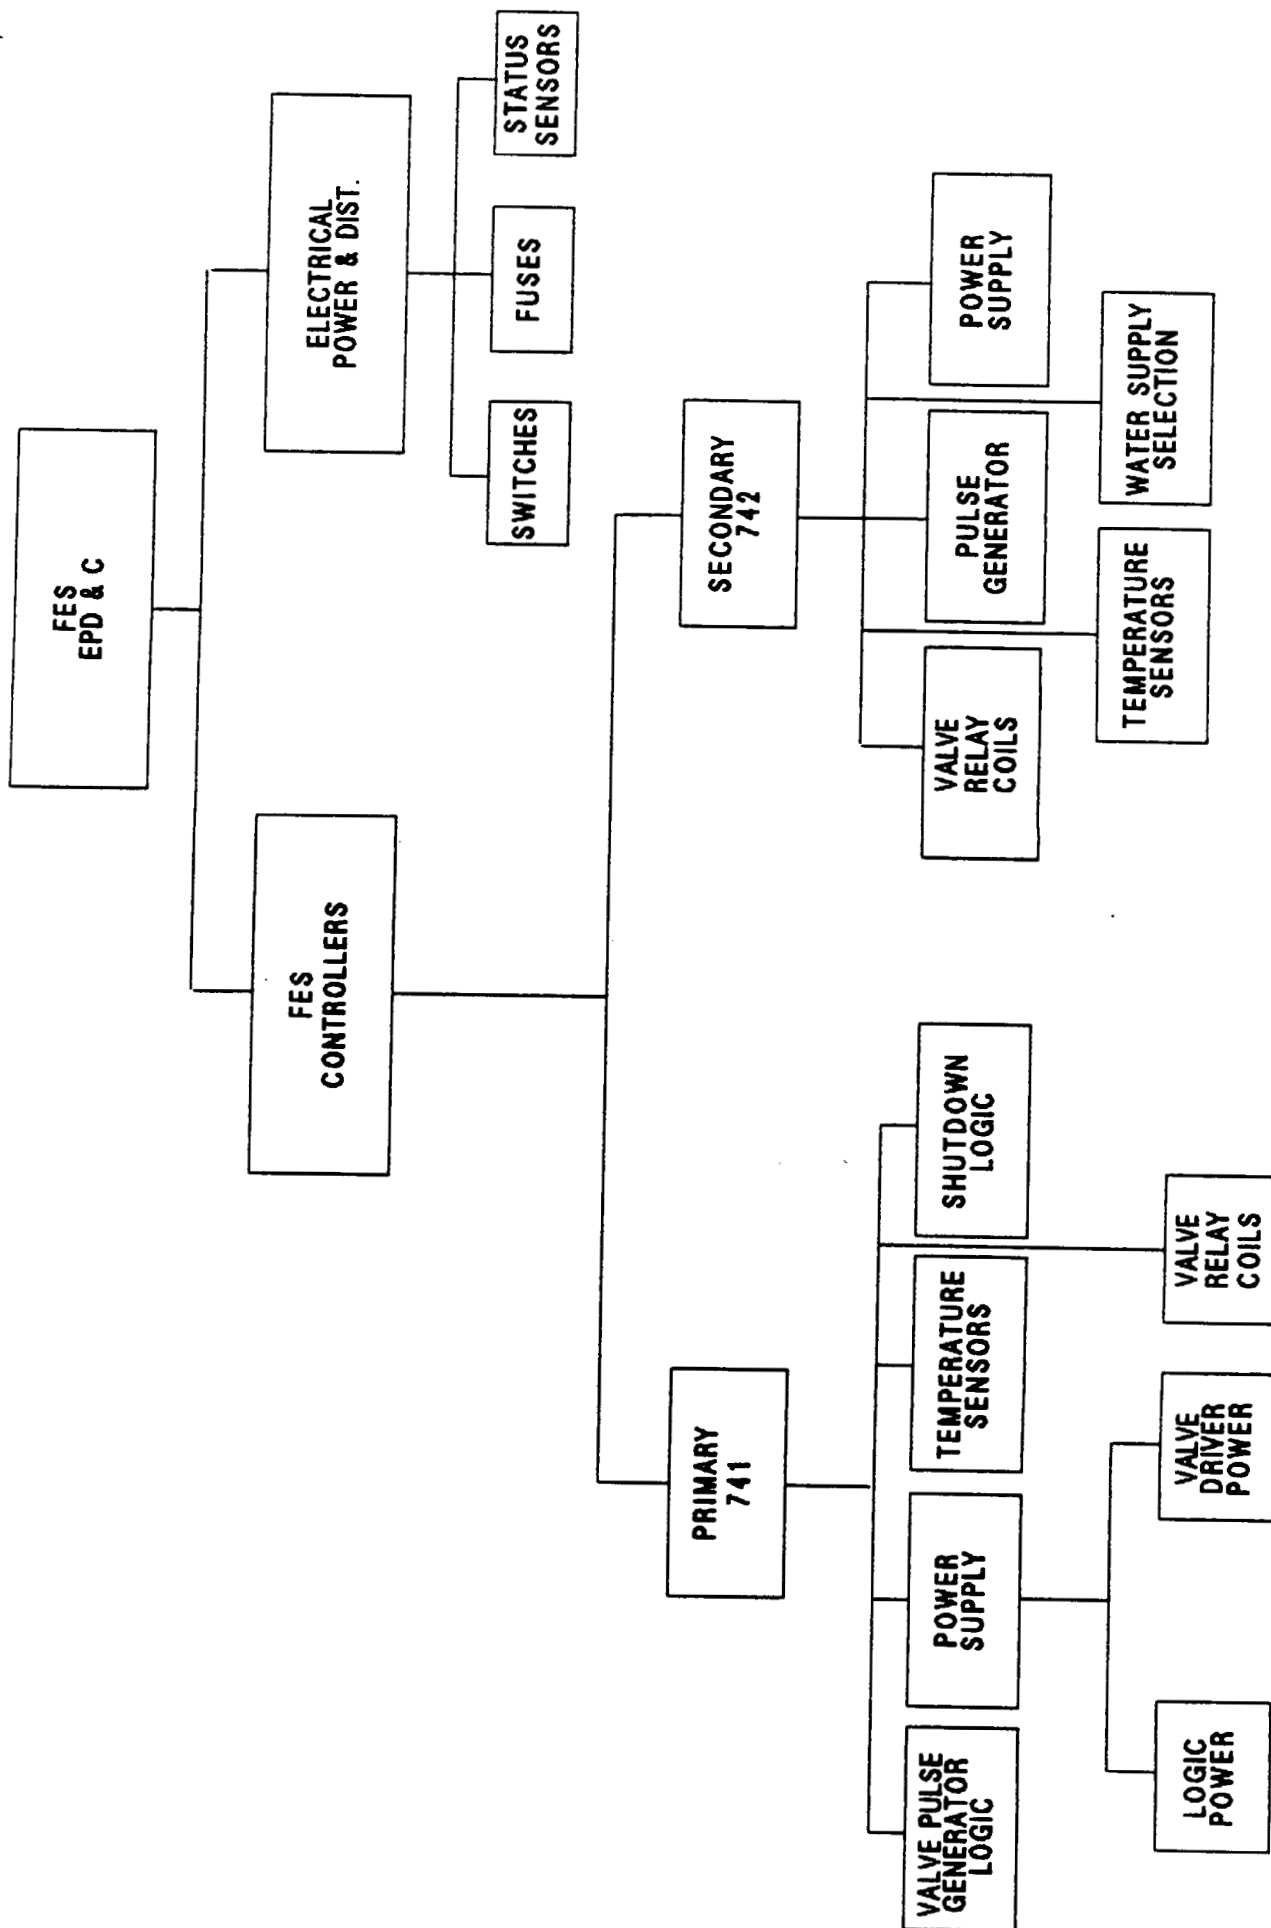 FES
EPD & C
FES
CONTROLLERS
ELECTRICAL
POWER & DIST.
SWITCHES
FUSES
STATUS
SENSORS
PRIMARY
741
SECONDARY
742
VALVE PULSE
GENERATOR
LOGIC
POWER
SUPPLY
TEMPERATURE
SENSORS
SHUTDOWN
LOGIC
LOGIC
POWER
VALVE
DRIVER
POWER
VALVE
RELAY
COILS
VALVE
RELAY
COILS
PULSE
GENERATOR
POWER
SUPPLY
TEMPERATURE
SENSORS
WATER SUPPLY
SELECTION